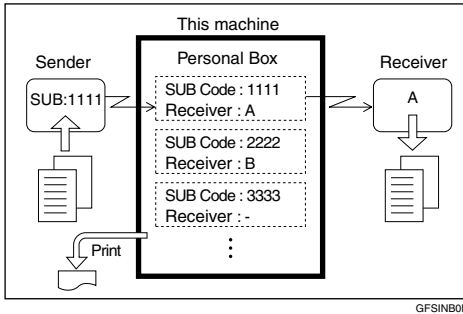 This machine
Sender
Personal Box
Receiver
SUB:1111
SUB Code : 1111
Receiver : A
A
SUB Code : 2222
Receiver : B
SUB Code : 3333
Receiver : -
Print